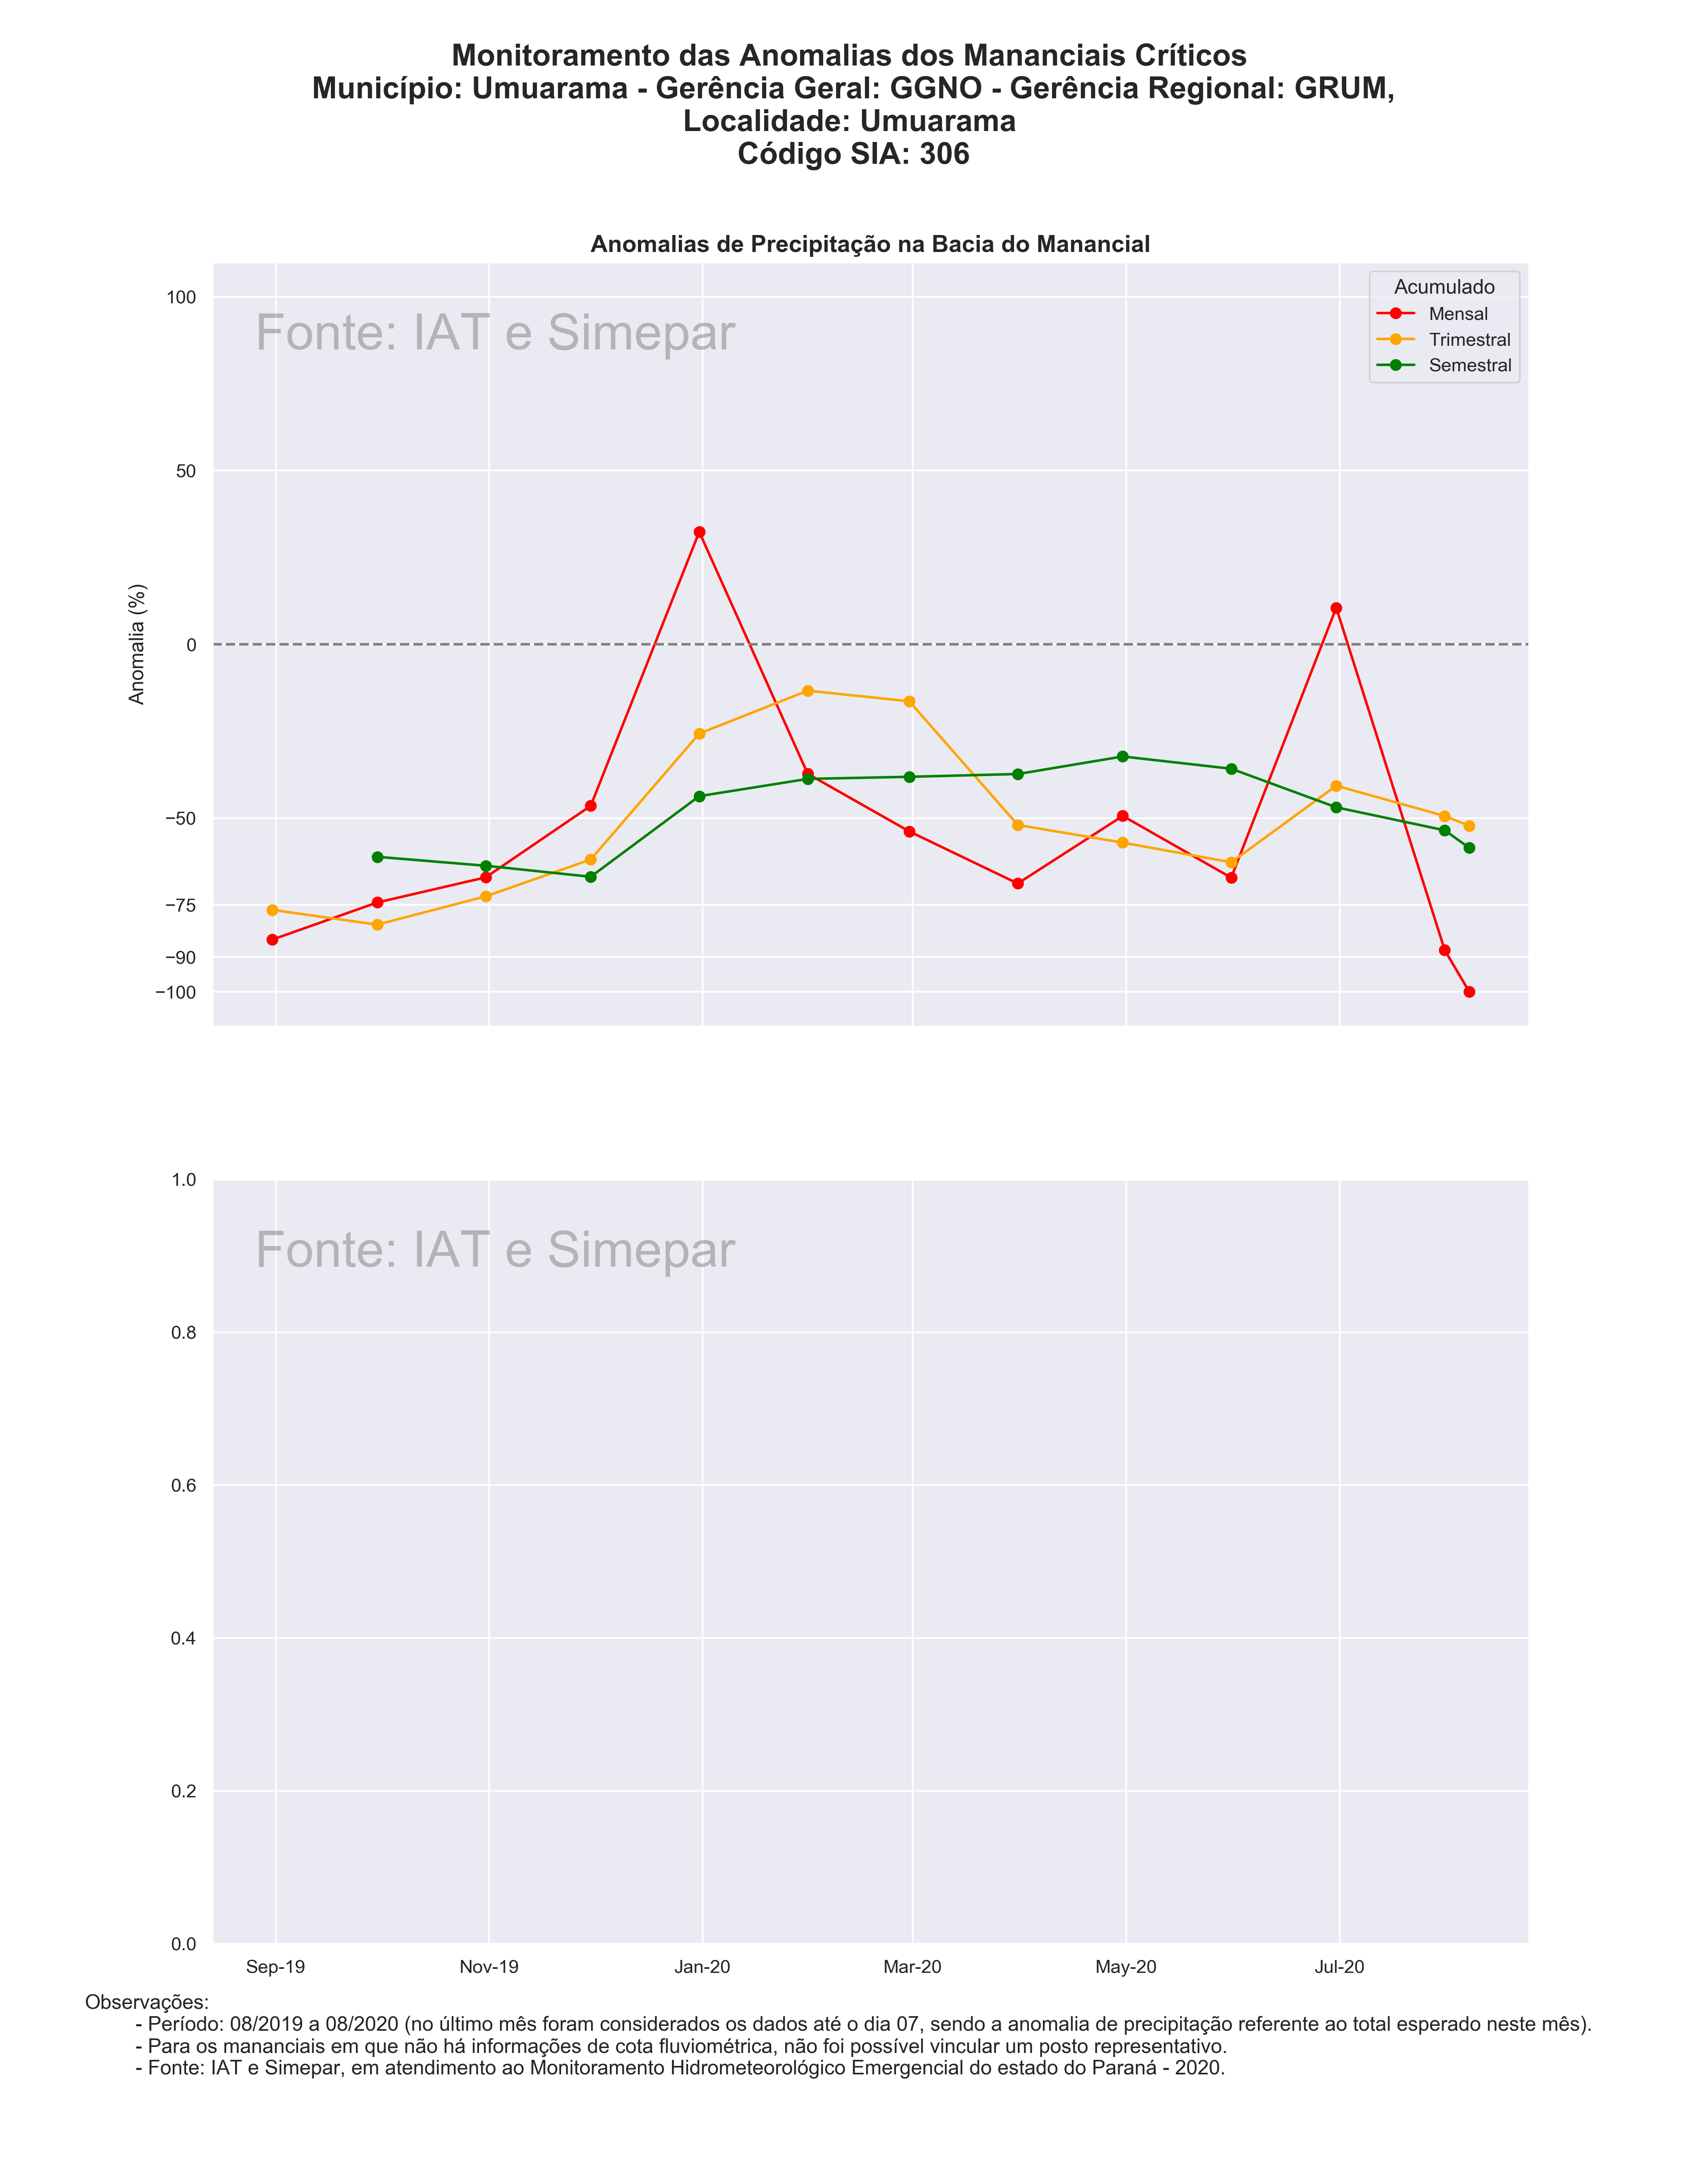 Monitoramento das Anomalias dos Mananciais Críticos
Município: Umuarama - Gerência Geral: GGNO - Gerência Regional: GRUM,
Localidade: Umuarama
Código SIA: 306
Anomalias de Precipitação na Bacia do Manancial
Fonte: IAT e Simepar
Acumulado
Mensal
Trimestral
Semestral
Anomalia (%)
100
50
0
−50
−75
−90
−100
Fonte: IAT e Simepar
1.0
0.8
0.6
0.4
0.2
0.0
Sep-19 Nov-19 Jan-20 Mar-20 May-20 Jul-20
Observações:
- Período: 08/2019 a 08/2020 (no último mês foram considerados os dados até o dia 07, sendo a anomalia de precipitação referente ao total esperado neste mês).
- Para os mananciais em que não há informações de cota fluviométrica, não foi possível vincular um posto representativo.
- Fonte: IAT e Simepar, em atendimento ao Monitoramento Hidrometeorológico Emergencial do estado do Paraná - 2020.